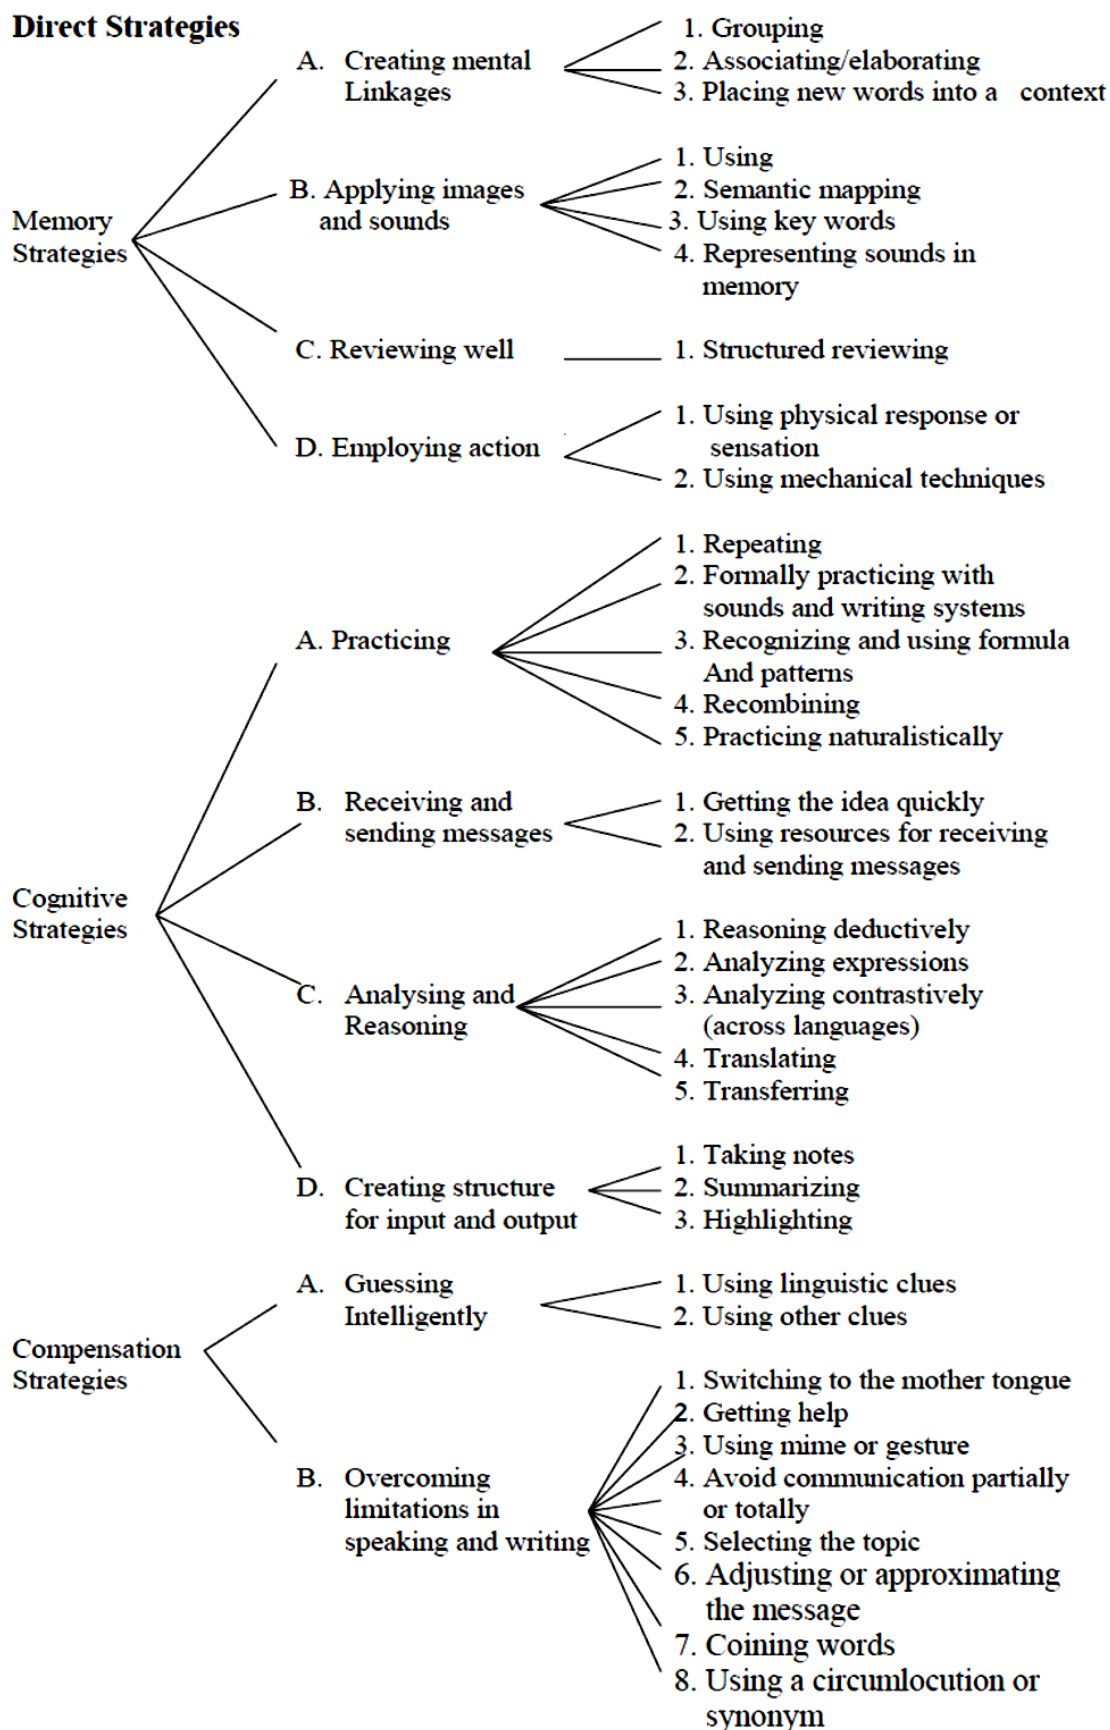 Direct Strategies
A. Creating mental
Linkages
1. Grouping
2. Associating/elaborating
3. Placing new words into a context
Memory
Strategies
B. Applying images
and sounds
1. Using
2. Semantic mapping
3. Using key words
4. Representing sounds in
memory
C. Reviewing well
1. Structured reviewing
D. Employing action
1. Using physical response or
sensation
2. Using mechanical techniques
A. Practicing
1. Repeating
2. Formally practicing with
sounds and writing systems
3. Recognizing and using formula
And patterns
4. Recombining
5. Practicing naturalistically
B. Receiving and
sending messages
1. Getting the idea quickly
2. Using resources for receiving
and sending messages
Cognitive
Strategies
C. Analysing and
Reasoning
1. Reasoning deductively
2. Analyzing expressions
3. Analyzing contrastively
(across languages)
4. Translating
5. Transferring
D. Creating structure
for input and output
1. Taking notes
2. Summarizing
3. Highlighting
A. Guessing
Intelligently
1. Using linguistic clues
2. Using other clues
Compensation
Strategies
B. Overcoming
limitations in
speaking and writing
1. Switching to the mother tongue
2. Getting help
3. Using mime or gesture
4. Avoid communication partially
or totally
5. Selecting the topic
6. Adjusting or approximating
the message
7. Coining words
8. Using a circumlocution or
synonym